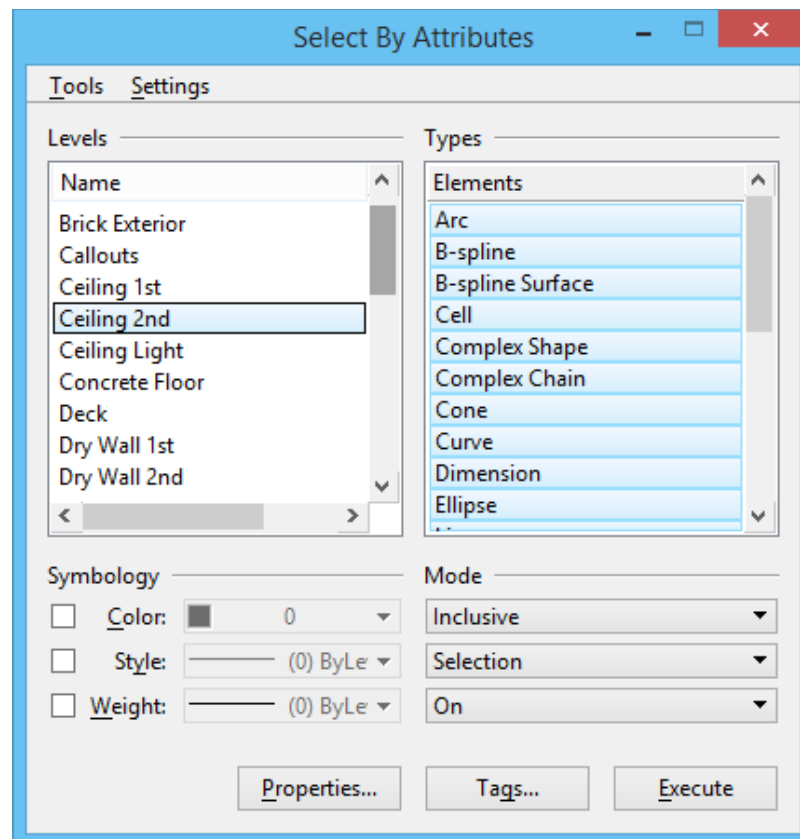 Select By Attributes
Tools Settings
Levels
Name
Brick Exterior
Callouts
Ceiling 1st
Ceiling 2nd
Ceiling Light
Concrete Floor
Deck
Dry Wall 1st
Dry Wall 2nd
Types
Elements
Arc
B-spline
B-spline Surface
Cell
Complex Shape
Complex Chain
Cone
Curve
Dimension
Ellipse
Symbology
Color: 0
Style: (0) ByLe
Weight: (0) ByLe
Mode
Inclusive
Selection
On
Properties... Tags... Execute